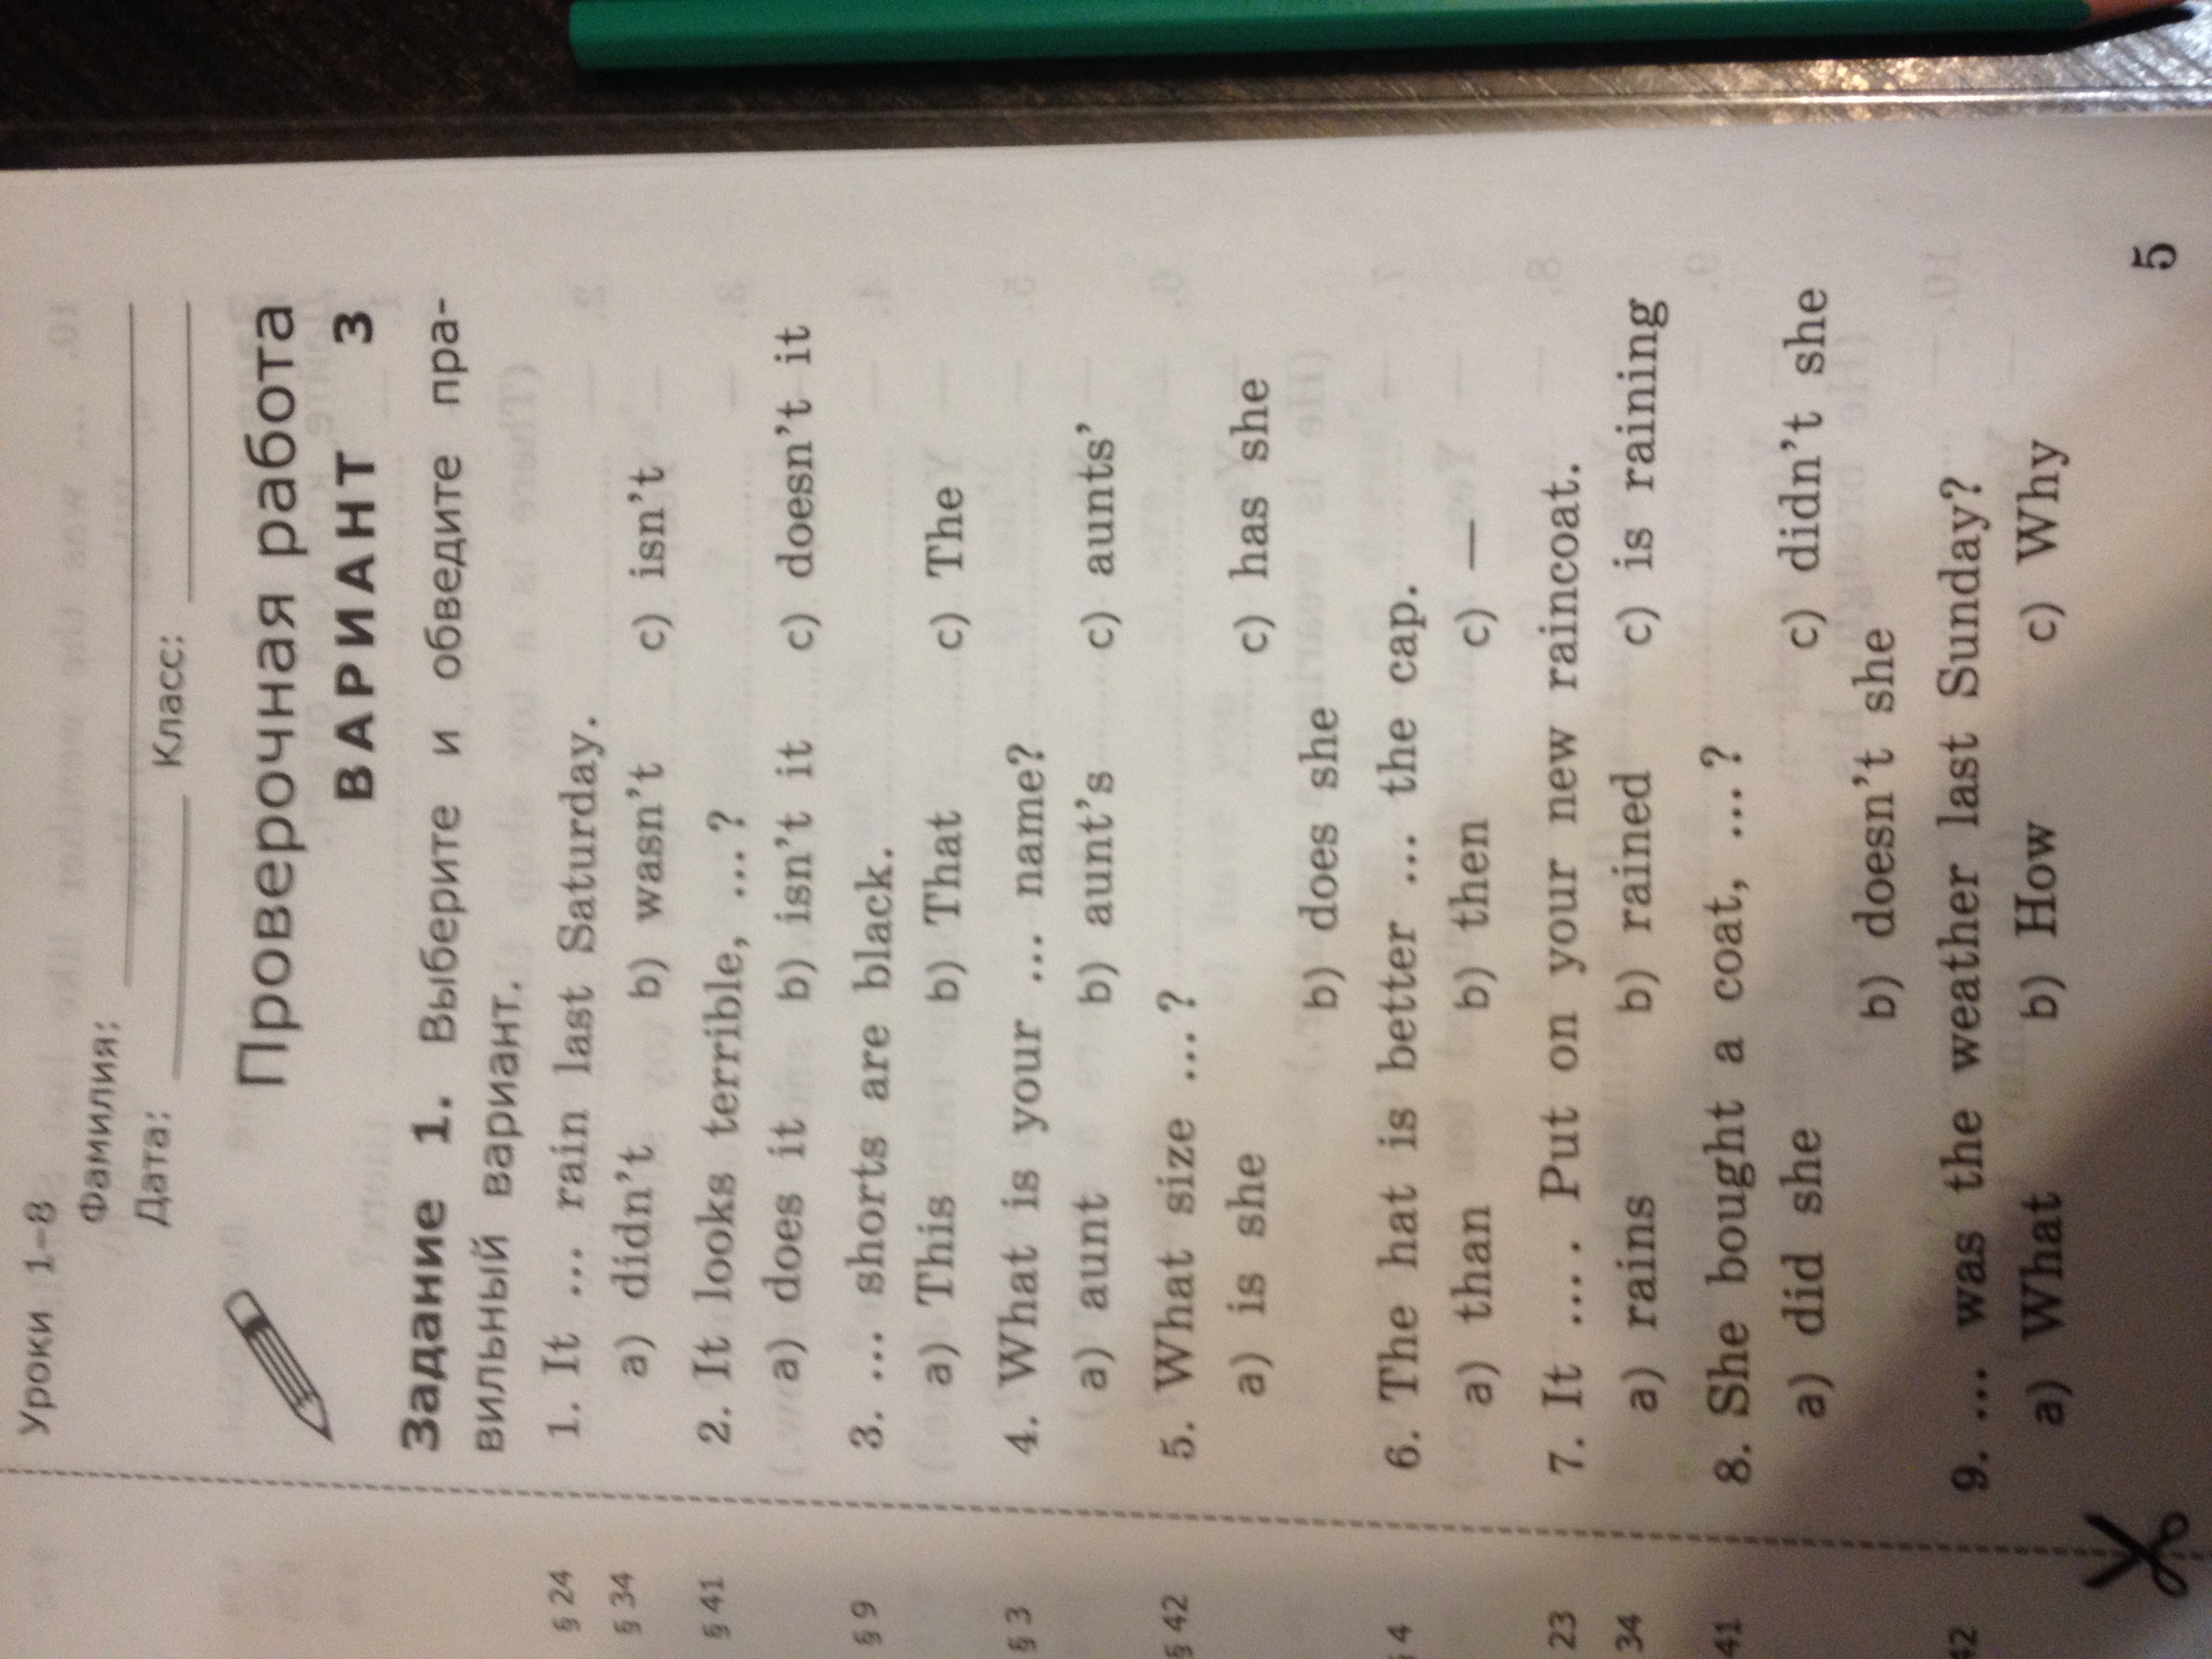 Уроки 1–8
Фамилия:
Дата: Класс:
Проверочная работа
ВАРИАНТ 3
Задание 1. Выберите и обведите пра-
вильный вариант.
§ 24 1. It ... rain last Saturday.
§ 34 a) didn't b) wasn't c) isn't
§ 41 2. It looks terrible, ... ?
a) does it b) isn't it c) doesn't it
§ 9 3. ... shorts are black.
a) This b) That c) The
§ 3 4. What is your ... name?
a) aunt b) aunt's c) aunts'
§ 42 5. What size ... ?
a) is she c) has she
b) does she
§ 4 6. The hat is better ... the cap.
a) than b) then c) —
23 7. It ... . Put on your new raincoat.
34 a) rains b) rained c) is raining
41 8. She bought a coat, ... ?
a) did she c) didn't she
b) doesn't she
42 9. ... was the weather last Sunday?
a) What b) How c) Why
5